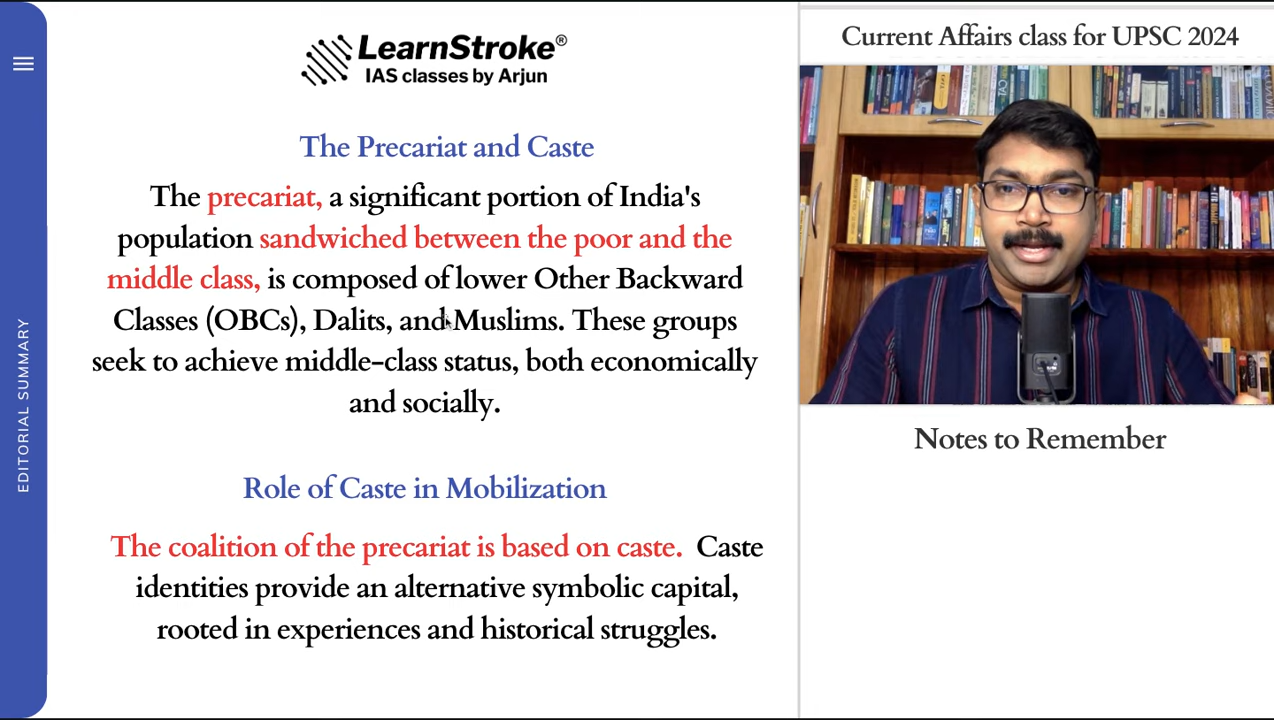 LearnStroke®
IAS classes by Arjun
The Precariat and Caste
The precariat, a significant portion of India's
population sandwiched between the poor and the
middle class, is composed of lower Other Backward
Classes (OBCs), Dalits, and Muslims. These groups
seek to achieve middle-class status, both economically
and socially.
Role of Caste in Mobilization
The coalition of the precariat is based on caste. Caste
identities provide an alternative symbolic capital,
rooted in experiences and historical struggles.
EDITORIAL SUMMARY
Current Affairs class for UPSC 2024
Notes to Remember